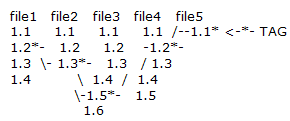 file1 file2 file3 file4 file5
1.1 1.1 1.1 1.1 /--1.1* <-*- TAG
1.2*- 1.2 1.2 -1.2*-
1.3 \- 1.3*- 1.3 / 1.3
1.4 \ 1.4 / 1.4
\-1.5*- 1.5
1.6